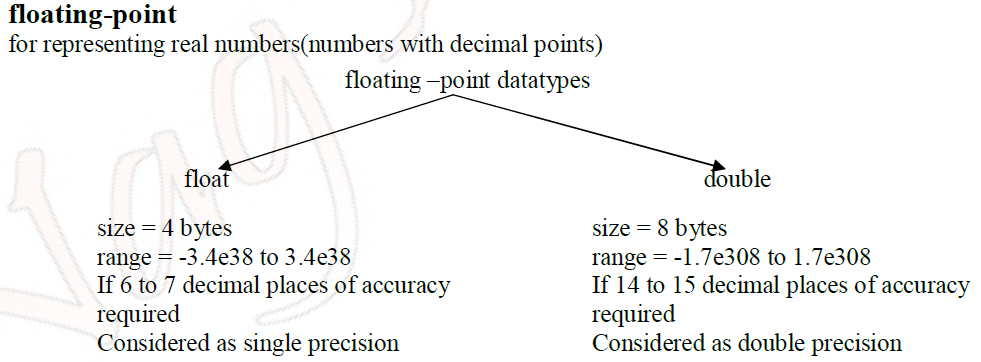 floating-point
for representing real numbers(numbers with decimal points)
floating –point datatypes
float
double
size = 4 bytes
range = -3.4e38 to 3.4e38
If 6 to 7 decimal places of accuracy
required
Considered as single precision
size = 8 bytes
range = -1.7e308 to 1.7e308
If 14 to 15 decimal places of accuracy
required
Considered as double precision